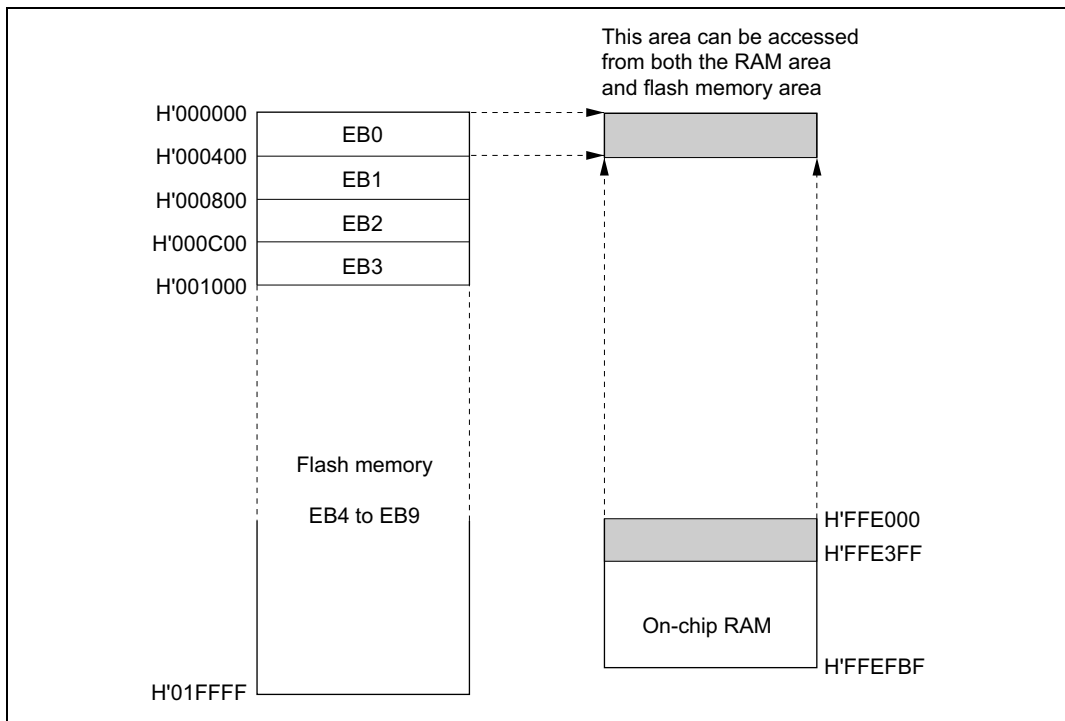 This area can be accessed
from both the RAM area
and flash memory area
H'000000
EB0
H'000400
EB1
H'000800
EB2
H'000C00
EB3
H'001000
Flash memory
EB4 to EB9
H'01FFFF
H'FFE000
H'FFE3FF
On-chip RAM
H'FFEFBF